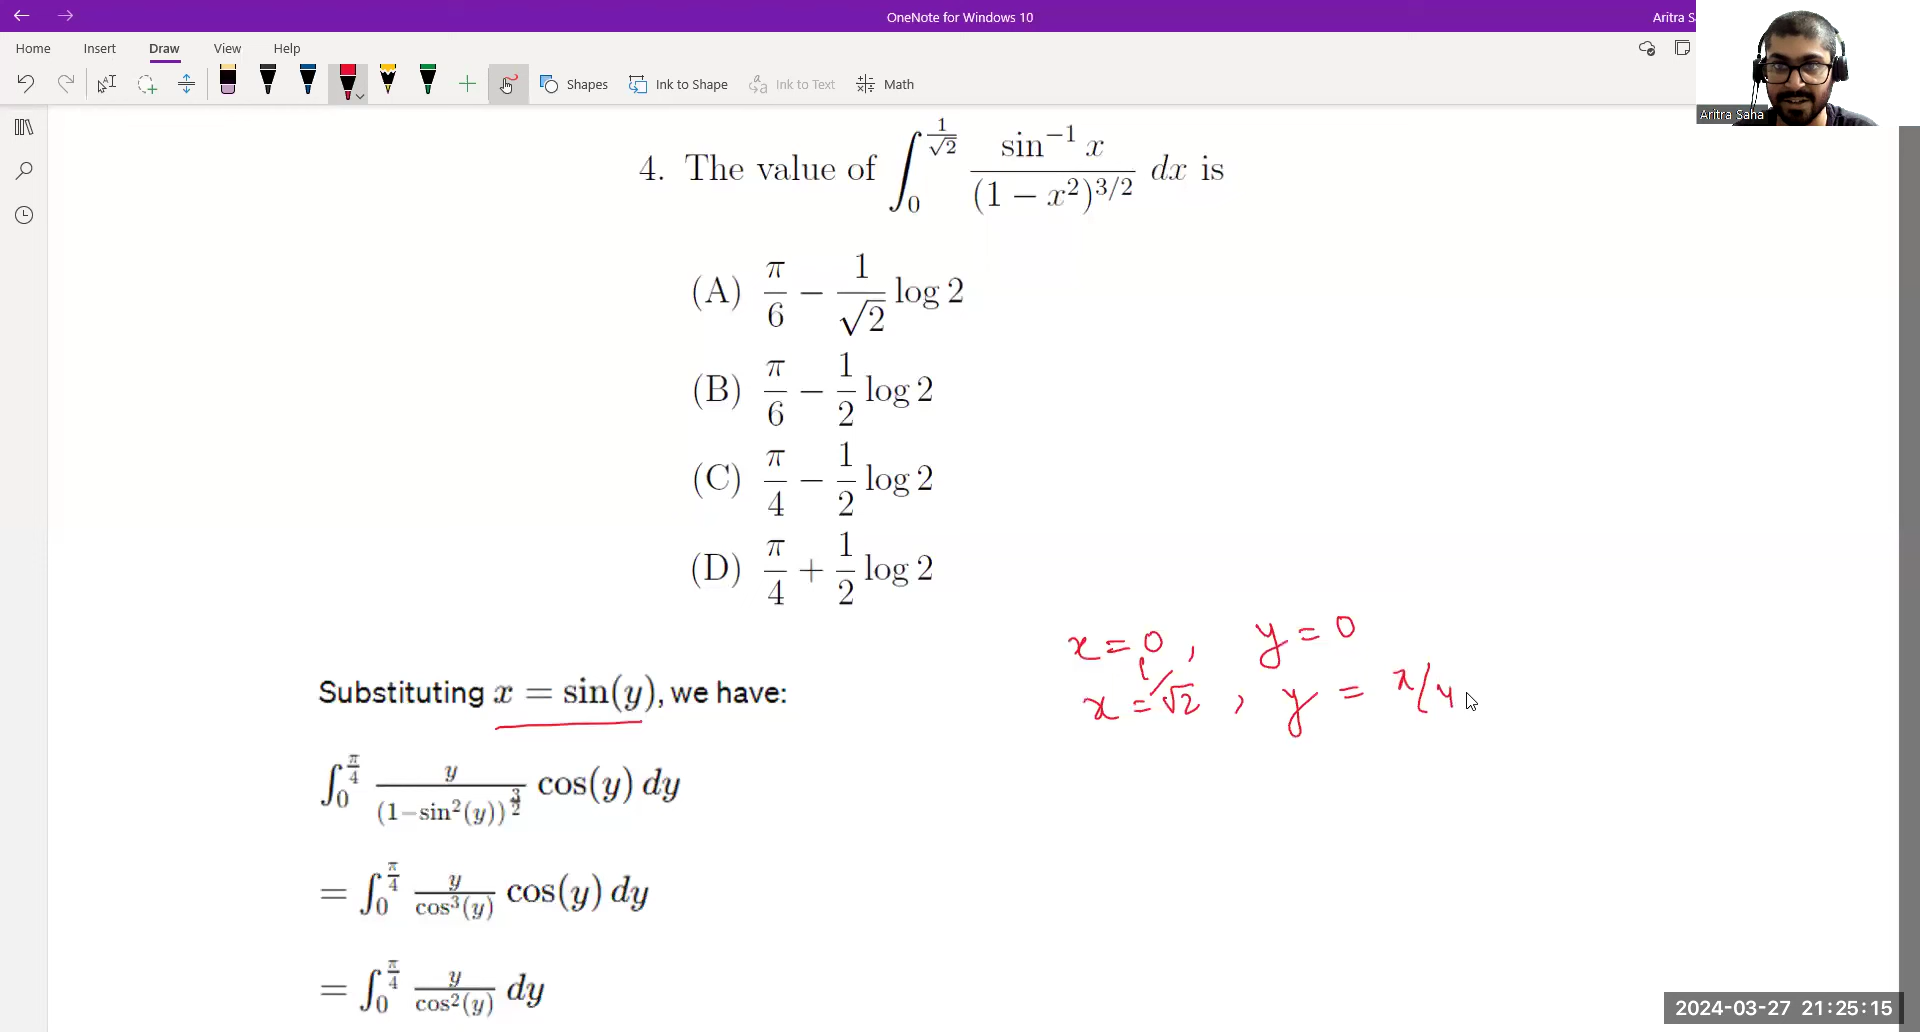 OneNote for Windows 10
Aritra S
Home Insert Draw View Help
Shapes Ink to Shape Ink to Text Math
Aritra Saha
4. The value of ∫₀^{1/√2} sin⁻¹ x / (1 − x²)^{3/2} dx is
(A) π/6 − 1/√2 log 2
(B) π/6 − 1/2 log 2
(C) π/4 − 1/2 log 2
(D) π/4 + 1/2 log 2
x = 0 , y = 0
x = 1/√2 , y = π/4
Substituting x = sin(y), we have:
∫₀^{π/4} y / (1−sin²(y))^{3/2} cos(y) dy
= ∫₀^{π/4} y / cos³(y) cos(y) dy
= ∫₀^{π/4} y / cos²(y) dy
2024-03-27 21:25:15